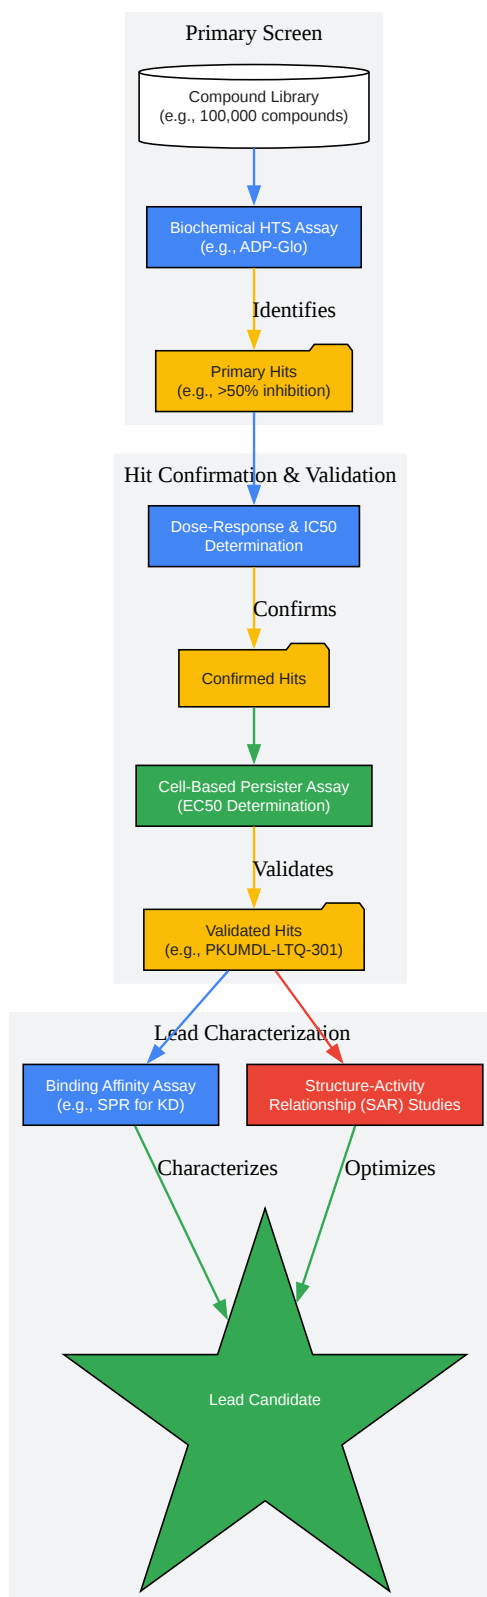 Primary Screen
Compound Library
(e.g., 100,000 compounds)
Biochemical HTS Assay
(e.g., ADP-Glo)
Identifies
Primary Hits
(e.g., >50% inhibition)
Hit Confirmation & Validation
Dose-Response & IC50
Determination
Confirms
Confirmed Hits
Cell-Based Persister Assay
(EC50 Determination)
Validates
Validated Hits
(e.g., PKUMDL-LTQ-301)
Lead Characterization
Binding Affinity Assay
(e.g., SPR for KD)
Structure-Activity
Relationship (SAR) Studies
Characterizes
Optimizes
Lead Candidate